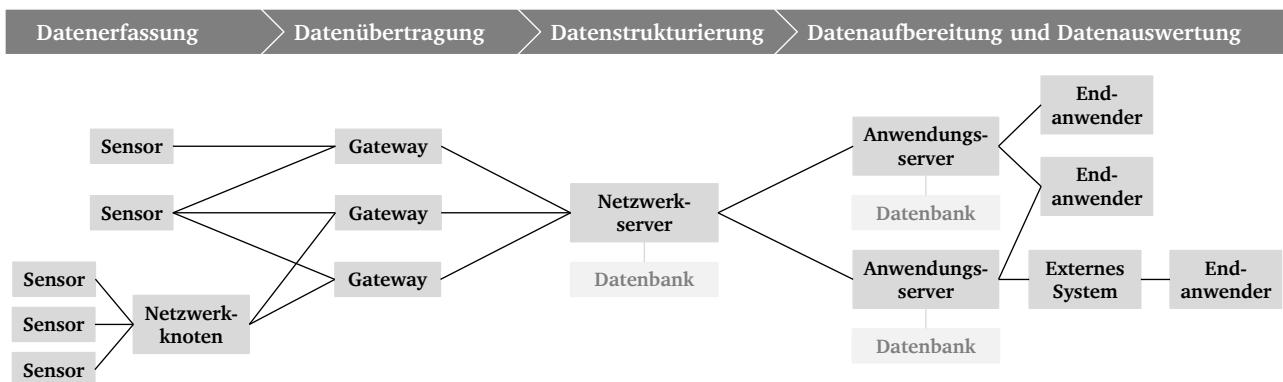 Datenerfassung
Datenübertragung
Datenstrukturierung
Datenaufbereitung und Datenauswertung
Sensor
Sensor
Sensor
Sensor
Sensor
Netzwerk-
knoten
Gateway
Gateway
Gateway
Netzwerk-
server
Datenbank
Anwendungs-
server
Datenbank
Anwendungs-
server
Datenbank
End-
anwender
End-
anwender
Externes
System
End-
anwender